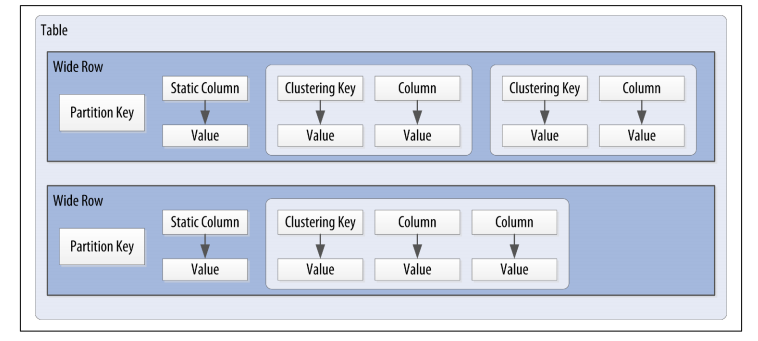 Table
Wide Row
Partition Key
Static Column
Value
Clustering Key
Column
Value
Value
Clustering Key
Column
Value
Value
Wide Row
Partition Key
Static Column
Value
Clustering Key
Column
Column
Value
Value
Value